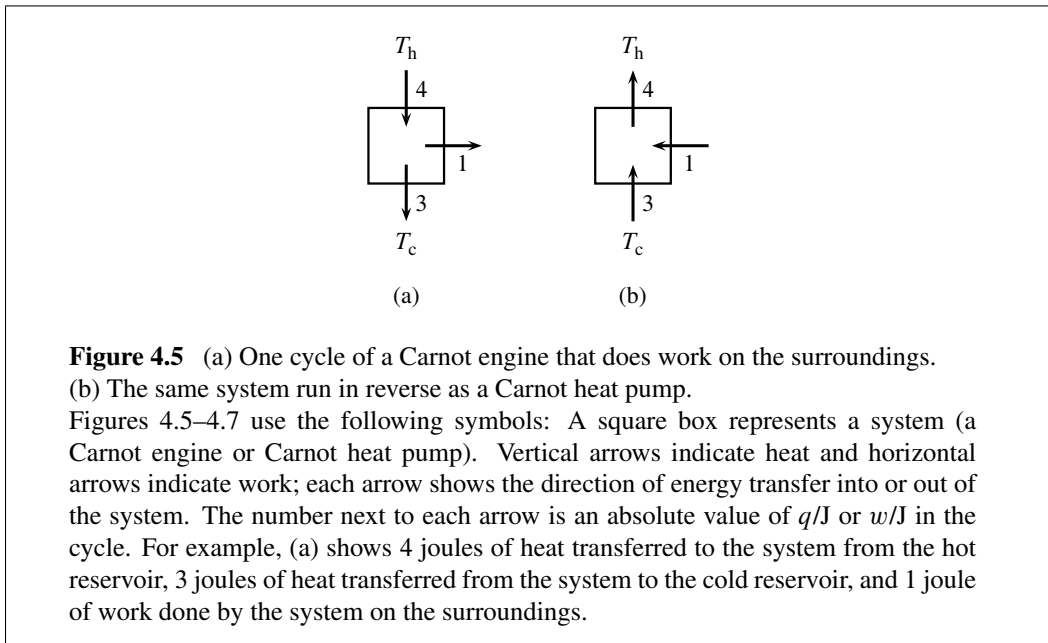 Th Th
4 4
1 1
3 3
Tc Tc
(a) (b)
Figure 4.5 (a) One cycle of a Carnot engine that does work on the surroundings.
(b) The same system run in reverse as a Carnot heat pump.
Figures 4.5–4.7 use the following symbols: A square box represents a system (a
Carnot engine or Carnot heat pump). Vertical arrows indicate heat and horizontal
arrows indicate work; each arrow shows the direction of energy transfer into or out of
the system. The number next to each arrow is an absolute value of q/J or w/J in the
cycle. For example, (a) shows 4 joules of heat transferred to the system from the hot
reservoir, 3 joules of heat transferred from the system to the cold reservoir, and 1 joule
of work done by the system on the surroundings.